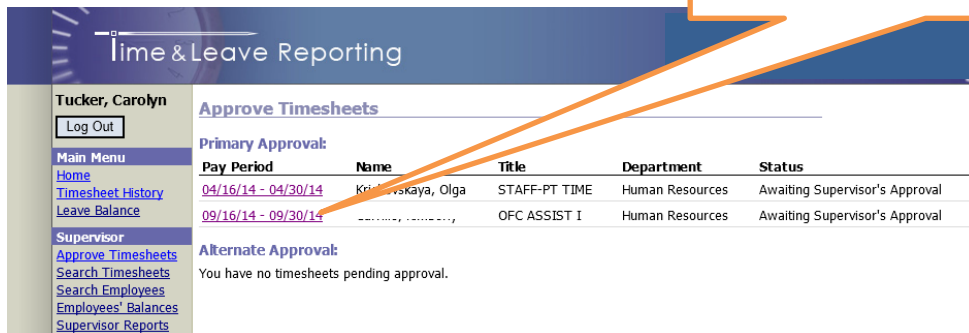 Time & Leave Reporting
Tucker, Carolyn
Log Out
Main Menu
Home
Timesheet History
Leave Balance
Supervisor
Approve Timesheets
Search Timesheets
Search Employees
Employees' Balances
Supervisor Reports
Approve Timesheets
Primary Approval:
Pay Period Name Title Department Status
04/16/14 - 04/30/14 Olga STAFF-PT TIME Human Resources Awaiting Supervisor's Approval
09/16/14 - 09/30/14 OFC ASSIST I Human Resources Awaiting Supervisor's Approval
Alternate Approval:
You have no timesheets pending approval.